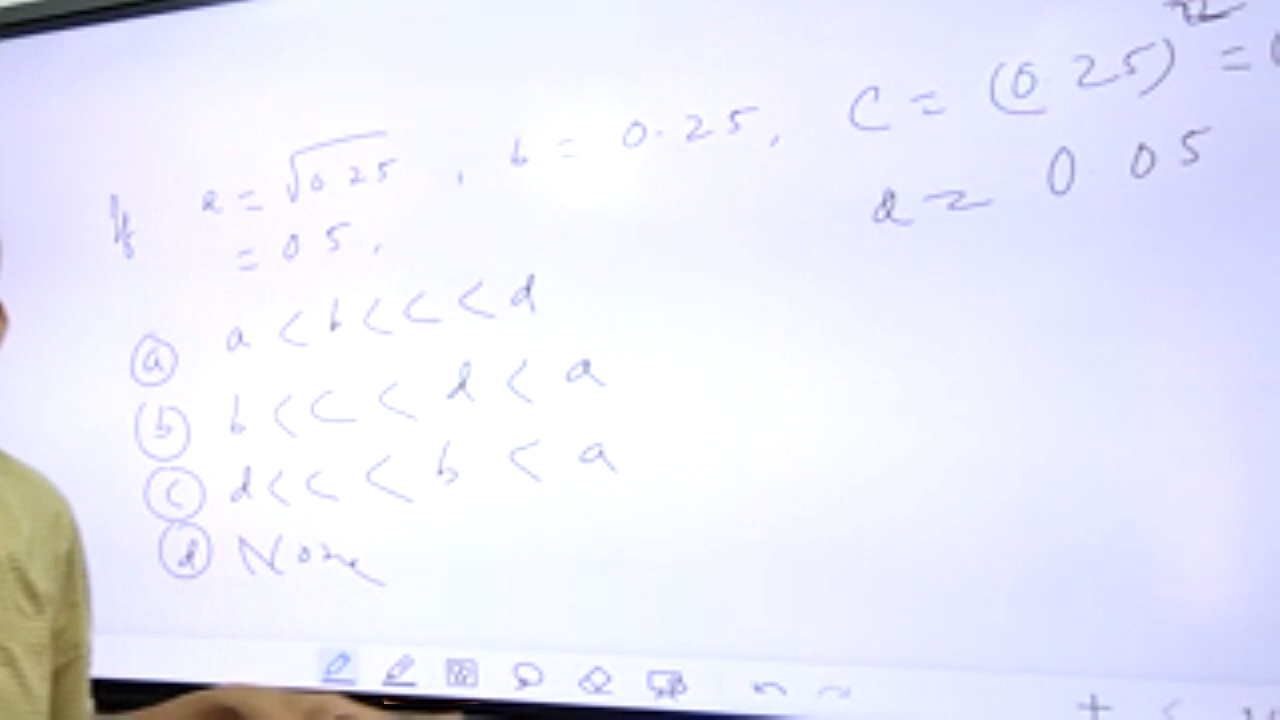 If a = √0.25, b = 0.25, C = (0.25)² =
= 0.5,
d = 0.05
(a) a < b < c < d
(b) b < c < d < a
(c) d < c < b < a
(d) None